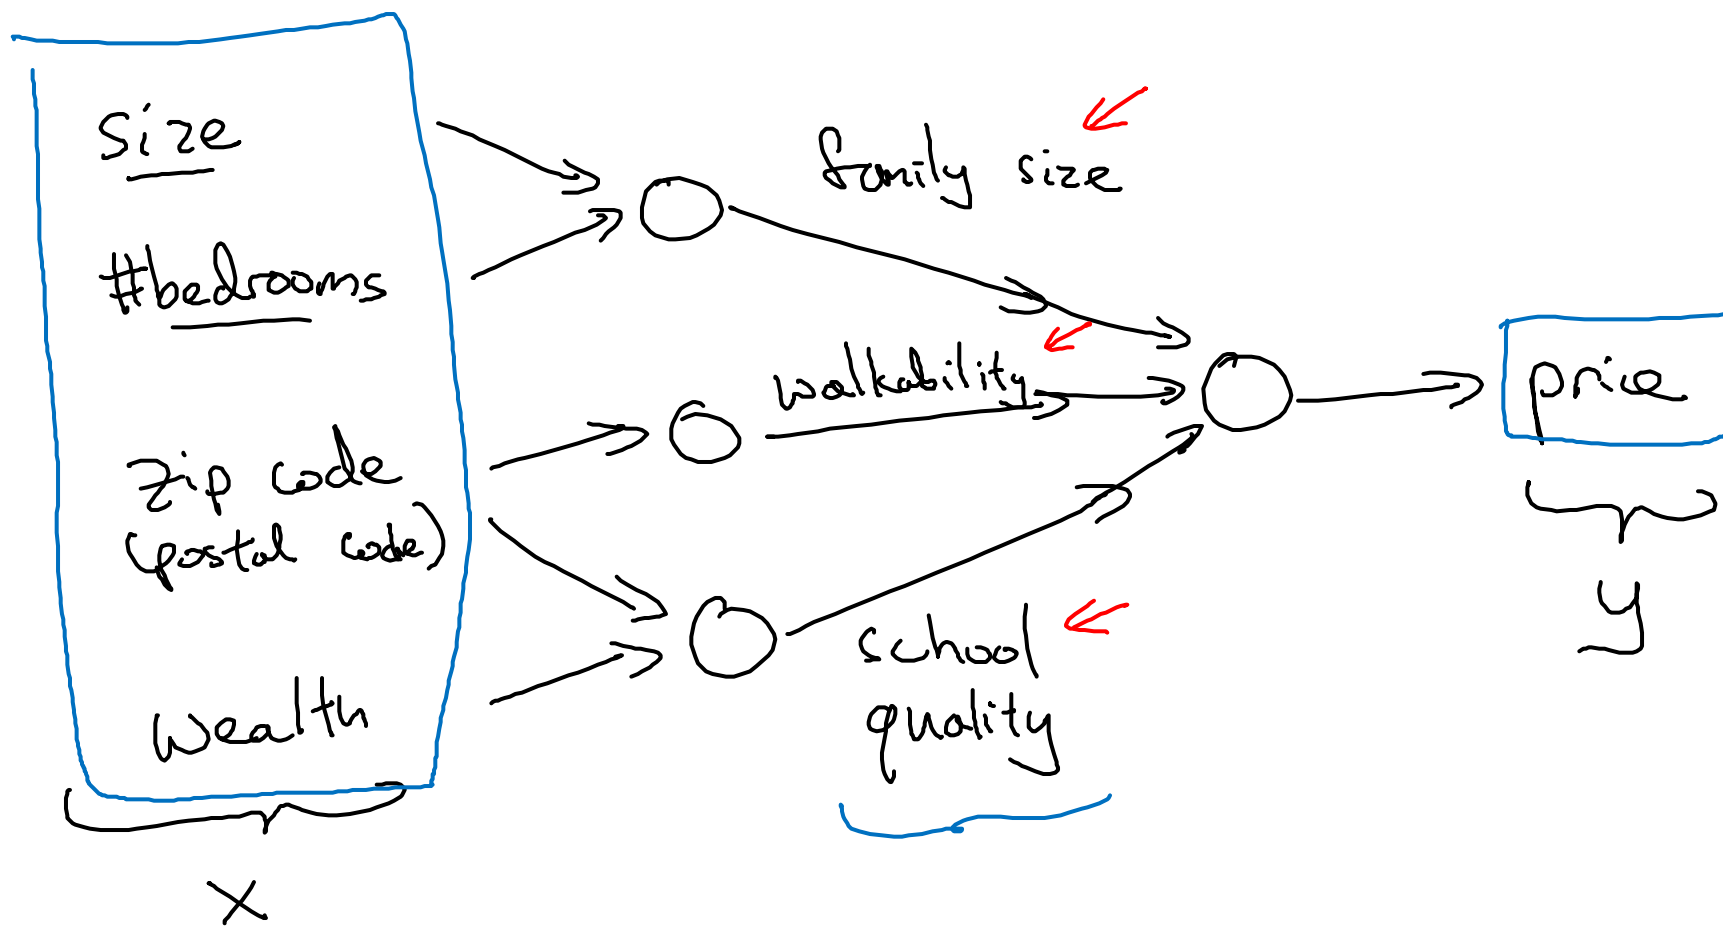 size
family size
#bedrooms
walkability
price
zip code
(postal code)
y
school
quality
wealth
x